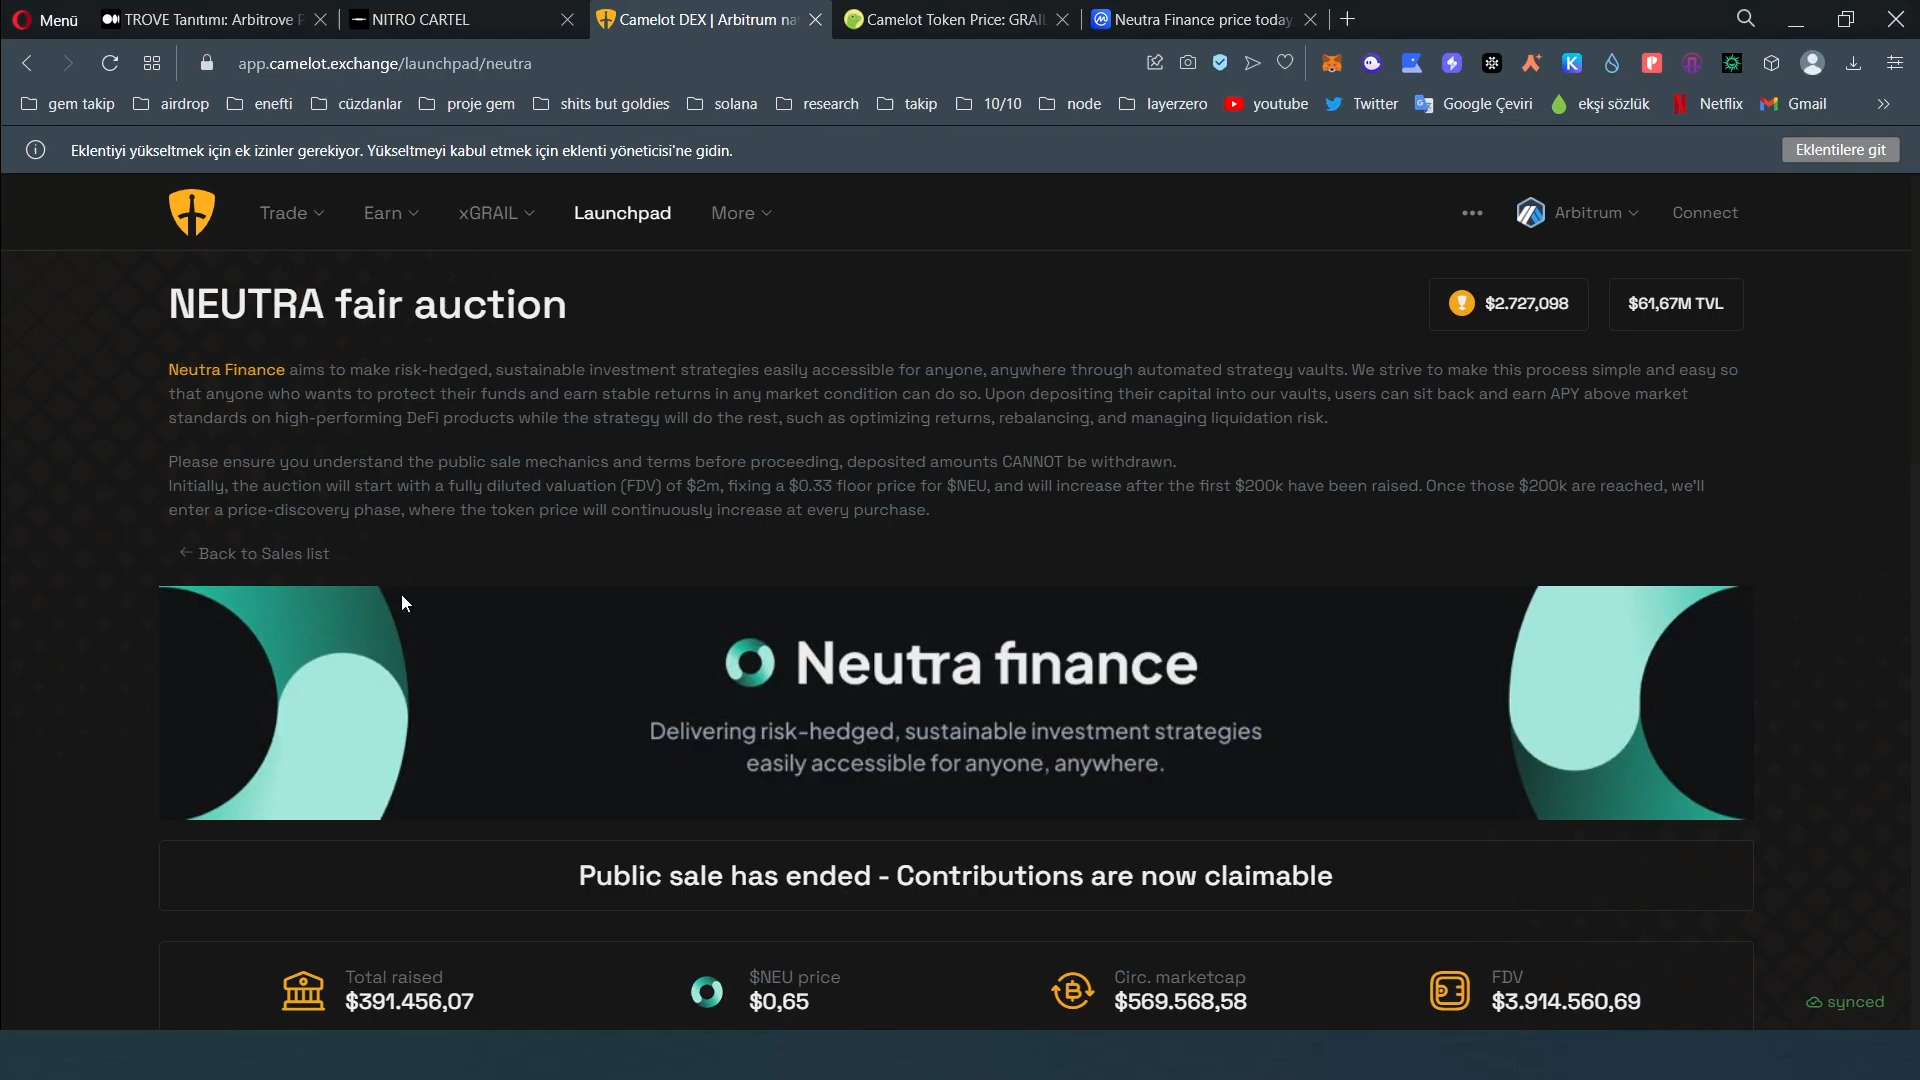 Menü
TROVE Tanıtımı: Arbitrove P
NITRO CARTEL
Camelot DEX | Arbitrum na
Camelot Token Price: GRAIL
Neutra Finance price today,
app.camelot.exchange/launchpad/neutra
gem takip
airdrop
enefti
cüzdanlar
proje gem
shits but goldies
solana
research
takip
10/10
node
layerzero
youtube
Twitter
Google Çeviri
ekşi sözlük
Netflix
Gmail
Eklentiyi yükseltmek için ek izinler gerekiyor. Yükseltmeyi kabul etmek için eklenti yöneticisi'ne gidin.
Eklentilere git
Trade
Earn
xGRAIL
Launchpad
More
Arbitrum
Connect
NEUTRA fair auction
$2.727,098
$61,67M TVL
Neutra Finance aims to make risk-hedged, sustainable investment strategies easily accessible for anyone, anywhere through automated strategy vaults. We strive to make this process simple and easy so
that anyone who wants to protect their funds and earn stable returns in any market condition can do so. Upon depositing their capital into our vaults, users can sit back and earn APY above market
standards on high-performing DeFi products while the strategy will do the rest, such as optimizing returns, rebalancing, and managing liquidation risk.
Please ensure you understand the public sale mechanics and terms before proceeding, deposited amounts CANNOT be withdrawn.
Initially, the auction will start with a fully diluted valuation (FDV) of $2m, fixing a $0.33 floor price for $NEU, and will increase after the first $200k have been raised. Once those $200k are reached, we'll
enter a price-discovery phase, where the token price will continuously increase at every purchase.
← Back to Sales list
Neutra finance
Delivering risk-hedged, sustainable investment strategies
easily accessible for anyone, anywhere.
Public sale has ended - Contributions are now claimable
Total raised
$391.456,07
$NEU price
$0,65
Circ. marketcap
$569.568,58
FDV
$3.914.560,69
synced